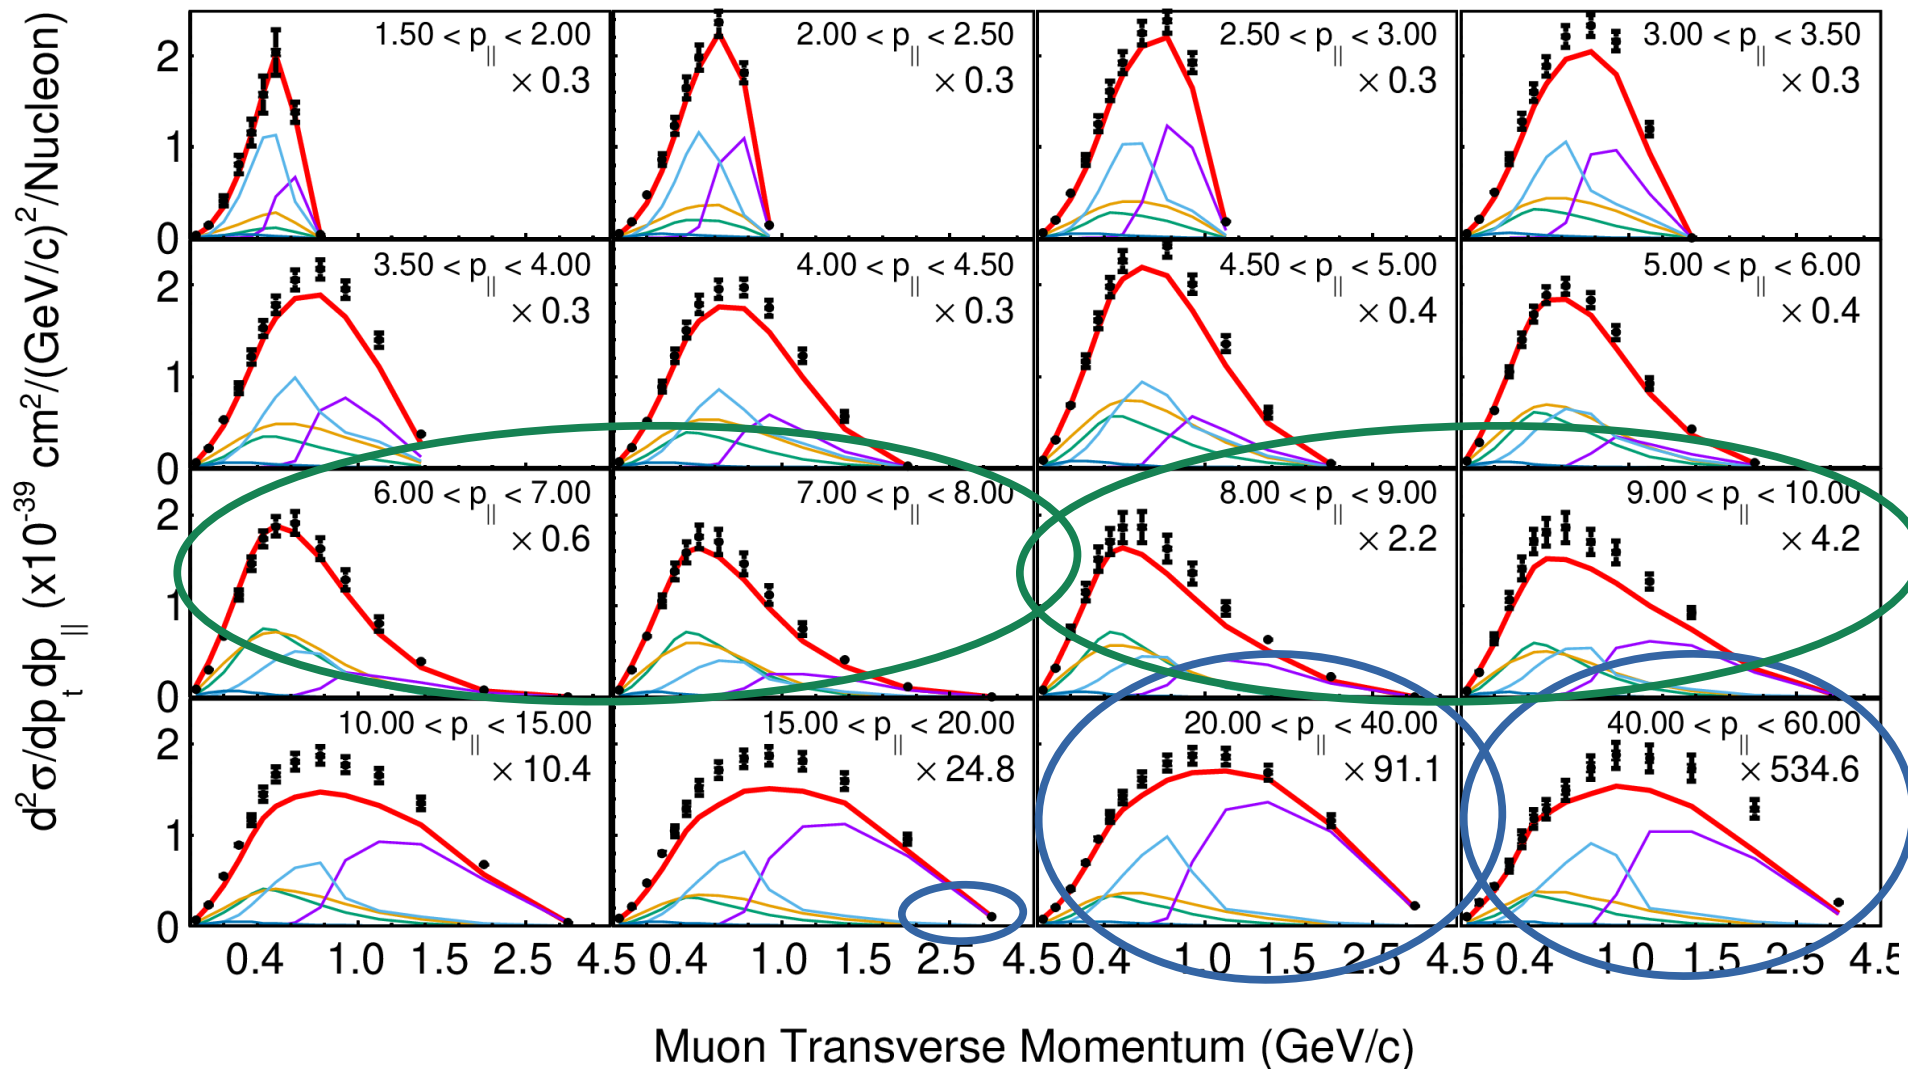 d²σ/dp_t dp_|| (x10⁻³⁹ cm²/(GeV/c)²/Nucleon)
1.50 < p_|| < 2.00
× 0.3
2.00 < p_|| < 2.50
× 0.3
2.50 < p_|| < 3.00
× 0.3
3.00 < p_|| < 3.50
× 0.3
2
1
0
3.50 < p_|| < 4.00
× 0.3
4.00 < p_|| < 4.50
× 0.3
4.50 < p_|| < 5.00
× 0.4
5.00 < p_|| < 6.00
× 0.4
2
1
0
6.00 < p_|| < 7.00
× 0.6
7.00 < p_|| < 8.00
8.00 < p_|| < 9.00
× 2.2
9.00 < p_|| < 10.00
× 4.2
2
1
0
10.00 < p_|| < 15.00
× 10.4
15.00 < p_|| < 20.00
× 24.8
20.00 < p_|| < 40.00
× 91.1
40.00 < p_|| < 60.00
× 534.6
2
1
0
0.4 1.0 1.5 2.5 4.5 0.4 1.0 1.5 2.5 4.5 0.4 1.0 1.5 2.5 4.5 0.4 1.0 1.5 2.5 4.5
Muon Transverse Momentum (GeV/c)